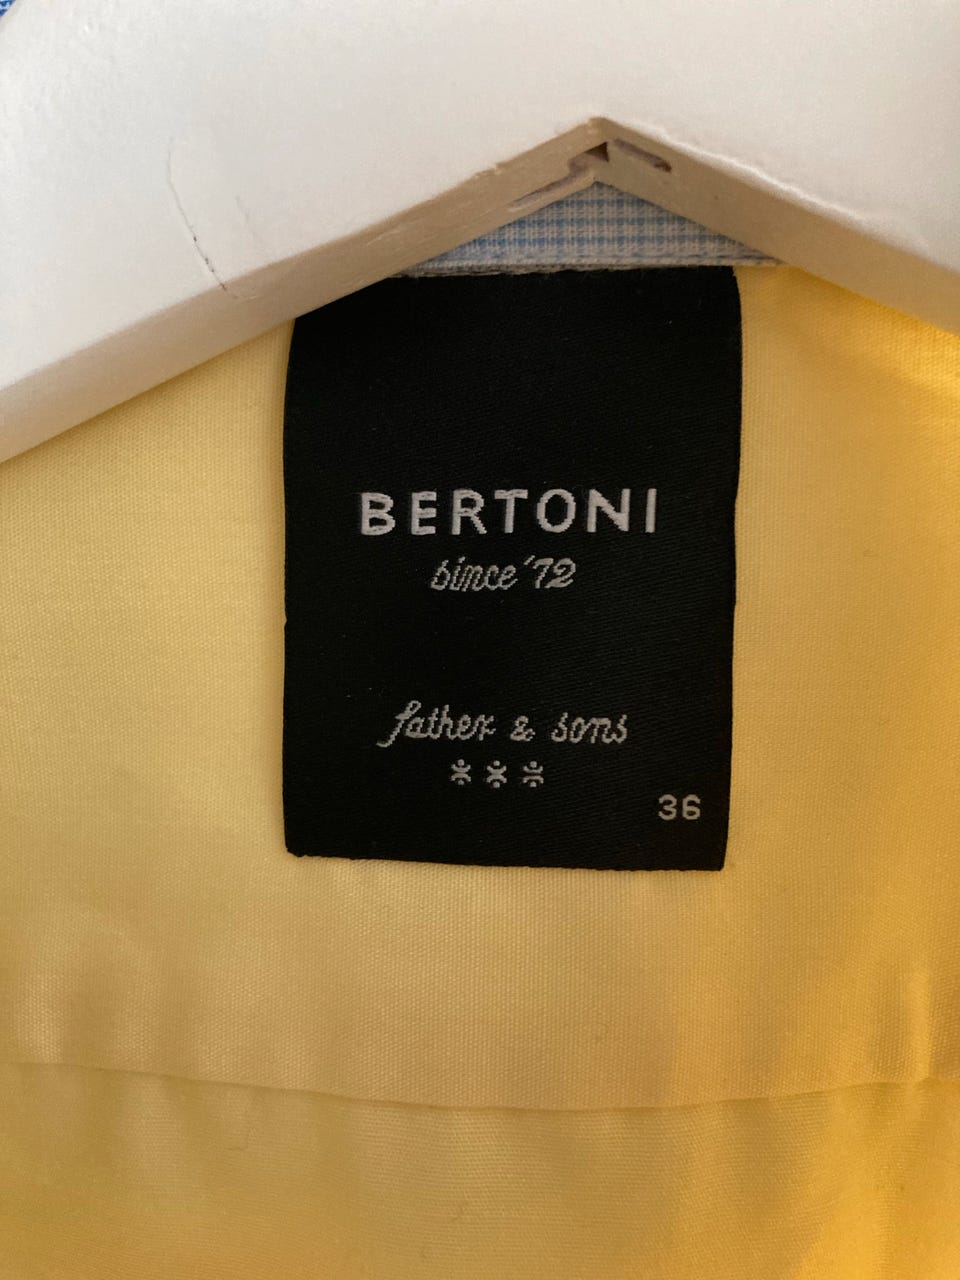 BERTONI
since '72
father & sons
***
36